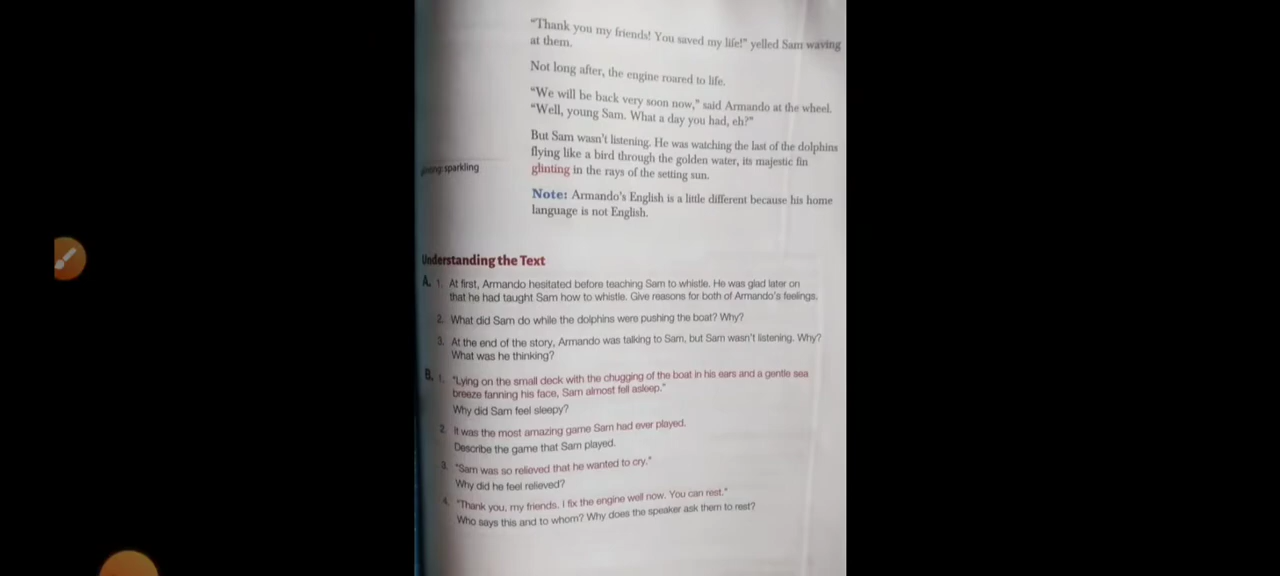 "Thank you my friends! You saved my life!" yelled Sam waving
at them.
Not long after, the engine roared to life.
"We will be back very soon now," said Armando at the wheel.
"Well, young Sam. What a day you had, eh?"
But Sam wasn't listening. He was watching the last of the dolphins
flying like a bird through the golden water, its majestic fin
glinting in the rays of the setting sun.
sparkling
Note: Armando's English is a little different because his home
language is not English.
Understanding the Text
A. 1. At first, Armando hesitated before teaching Sam to whistle. He was glad later on
that he had taught Sam how to whistle. Give reasons for both of Armando's feelings.
2. What did Sam do while the dolphins were pushing the boat? Why?
3. At the end of the story, Armando was talking to Sam, but Sam wasn't listening. Why?
What was he thinking?
B. 1. "Lying on the small deck with the chugging of the boat in his ears and a gentle sea
breeze fanning his face, Sam almost fell asleep."
Why did Sam feel sleepy?
2. It was the most amazing game Sam had ever played.
Describe the game that Sam played.
3. "Sam was so relieved that he wanted to cry."
Why did he feel relieved?
4. "Thank you, my friends. I fix the engine well now. You can rest."
Who says this and to whom? Why does the speaker ask them to rest?